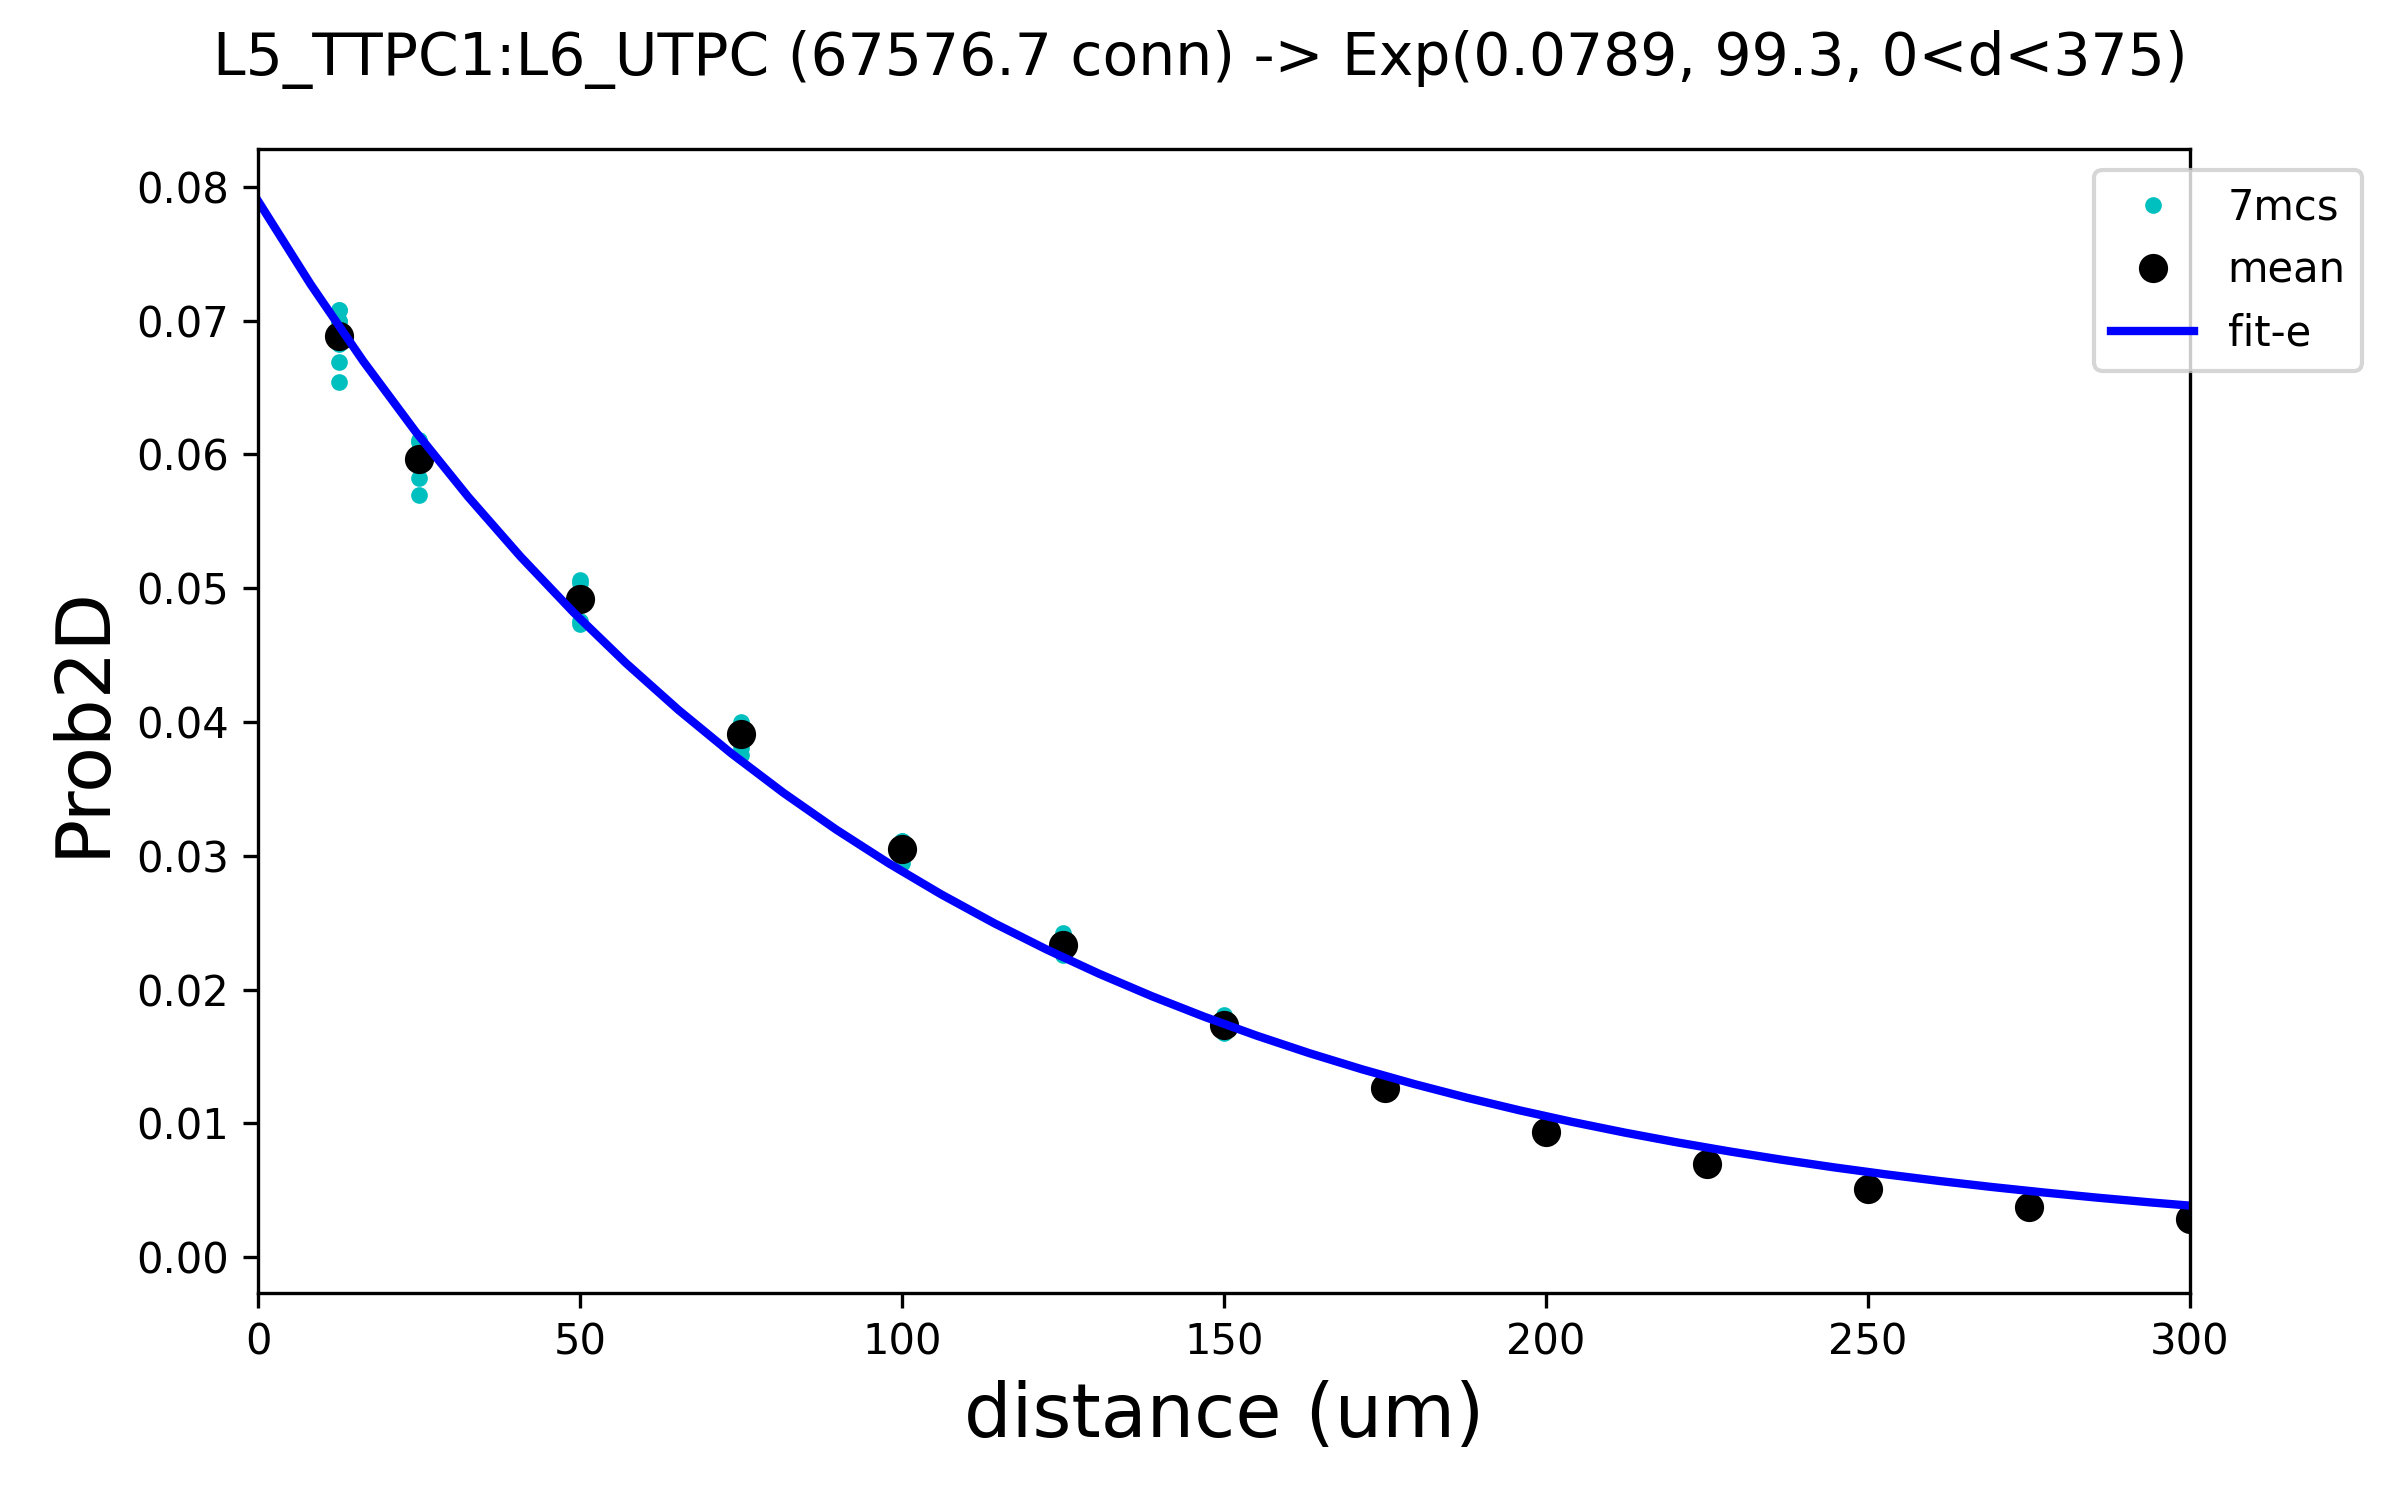 L5_TTPC1:L6_UTPC (67576.7 conn) -> Exp(0.0789, 99.3, 0<d<375)
7mcs
mean
fit-e
Prob2D
0.08
0.07
0.06
0.05
0.04
0.03
0.02
0.01
0.00
0 50 100 150 200 250 300
distance (um)